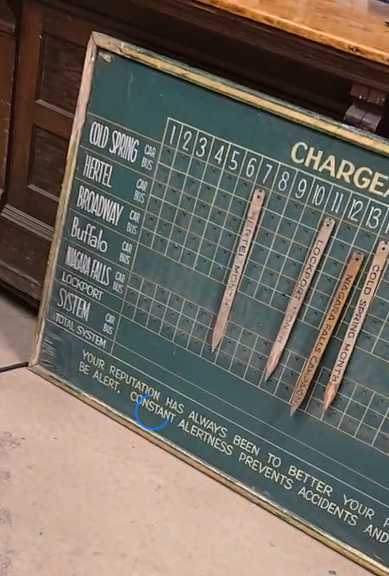 CHARGE
1 2 3 4 5 6 7 8 9 10 11 12 13
COLD SPRING CAR BUS
HERTEL CAR BUS
BROADWAY CAR BUS
Buffalo CAR BUS
NIAGARA FALLS CAR BUS
LOCKPORT
SYSTEM CAR BUS
TOTAL SYSTEM
HERTEL
LOCKPORT
NIAGARA FALLS
COLD SPRING MONTH
YOUR REPUTATION HAS ALWAYS BEEN TO BETTER YOUR
BE ALERT. CONSTANT ALERTNESS PREVENTS ACCIDENTS AND